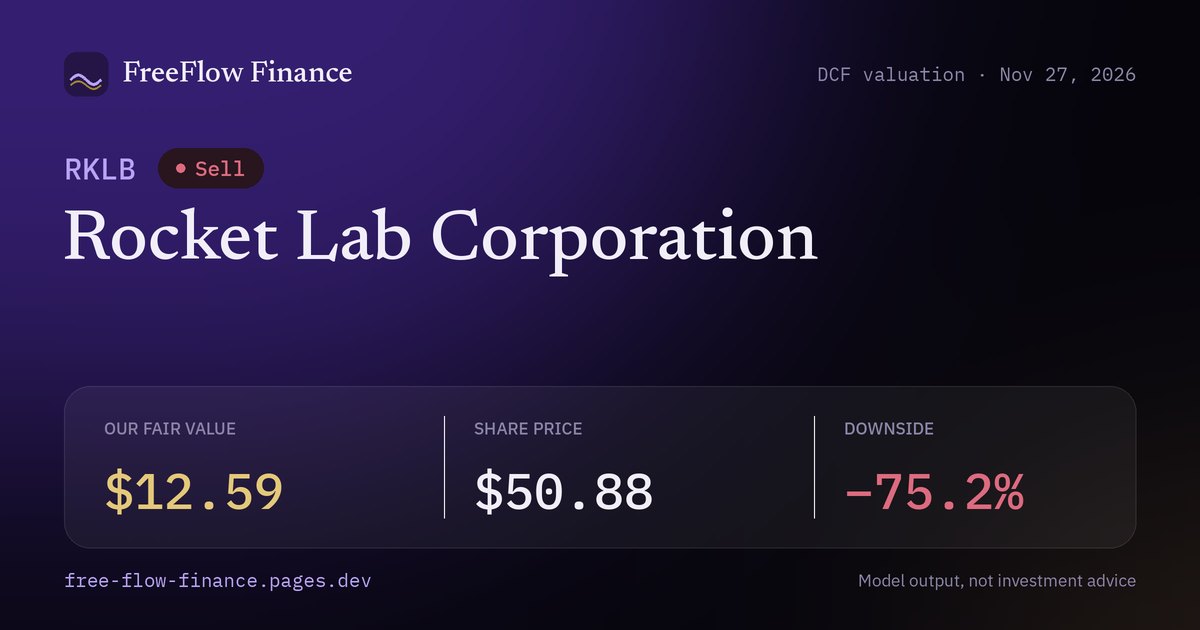 FreeFlow Finance
DCF valuation · Nov 27, 2026
RKLB
Sell
Rocket Lab Corporation
OUR FAIR VALUE
$12.59
SHARE PRICE
$50.88
DOWNSIDE
−75.2%
free-flow-finance.pages.dev
Model output, not investment advice